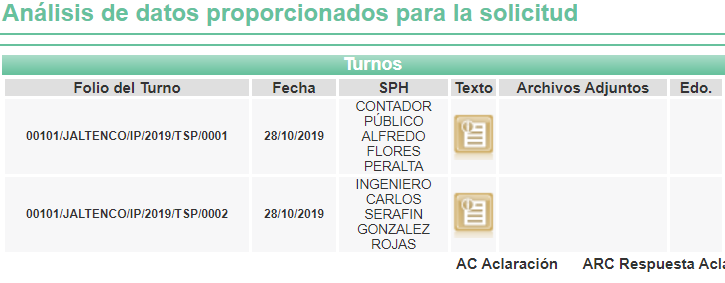 Análisis de datos proporcionados para la solicitud
Turnos
Folio del Turno Fecha SPH Texto Archivos Adjuntos Edo.
00101/JALTENCO/IP/2019/TSP/0001 28/10/2019 CONTADOR
PÚBLICO
ALFREDO
FLORES
PERALTA
00101/JALTENCO/IP/2019/TSP/0002 28/10/2019 INGENIERO
CARLOS
SERAFIN
GONZALEZ
ROJAS
AC Aclaración ARC Respuesta Acla